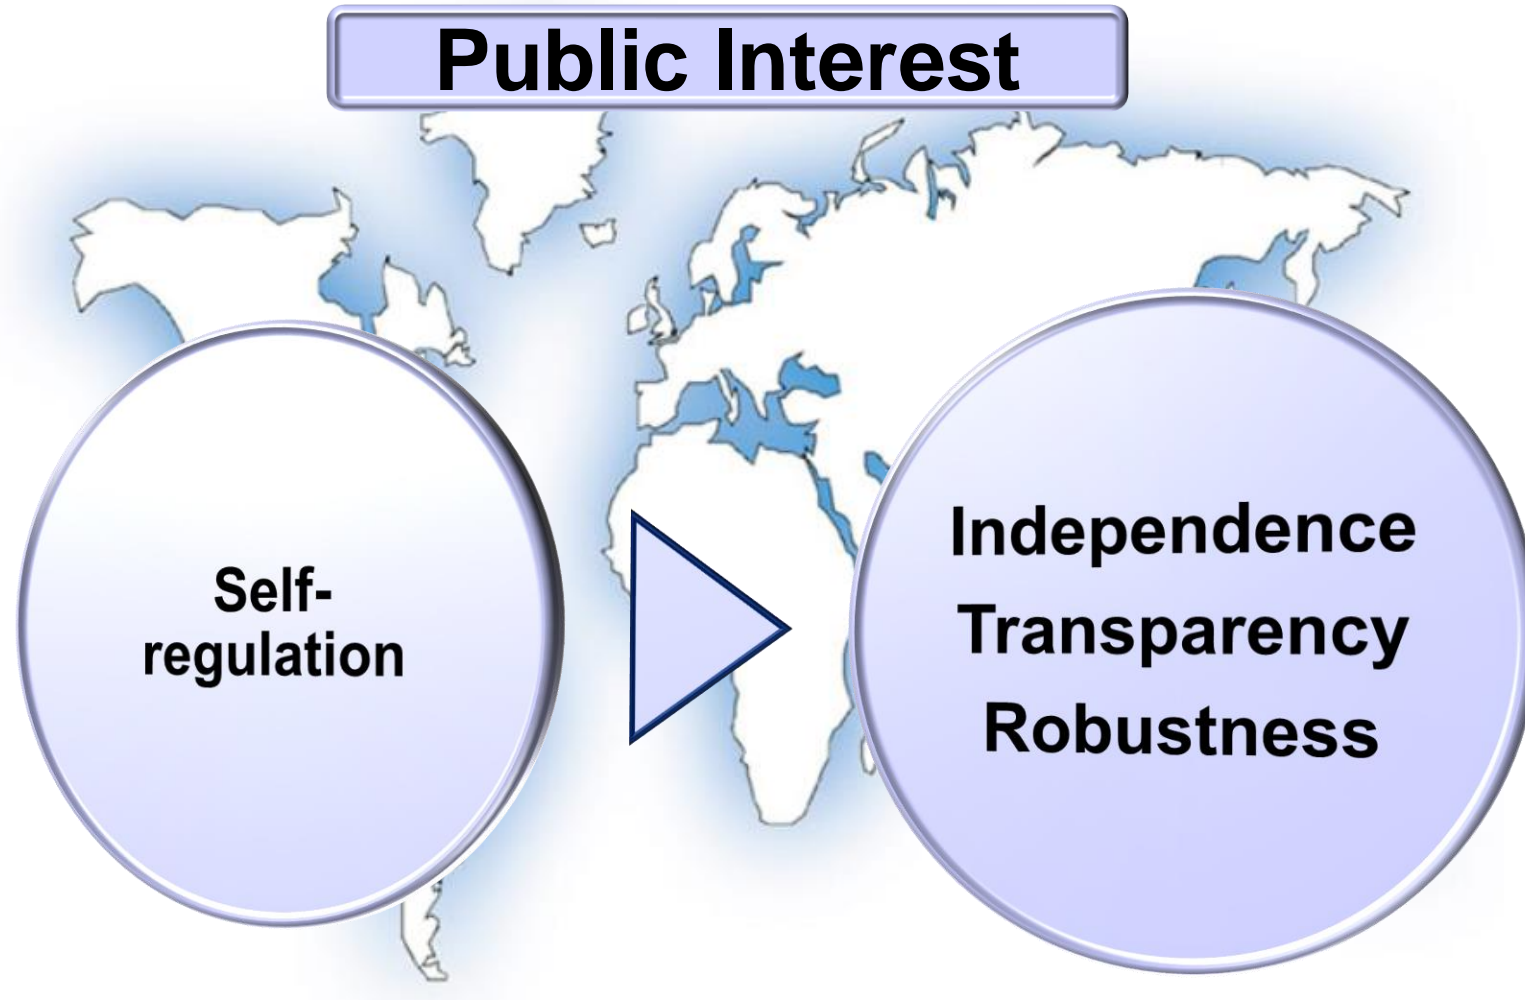 Public Interest
Self-
regulation
Independence
Transparency
Robustness